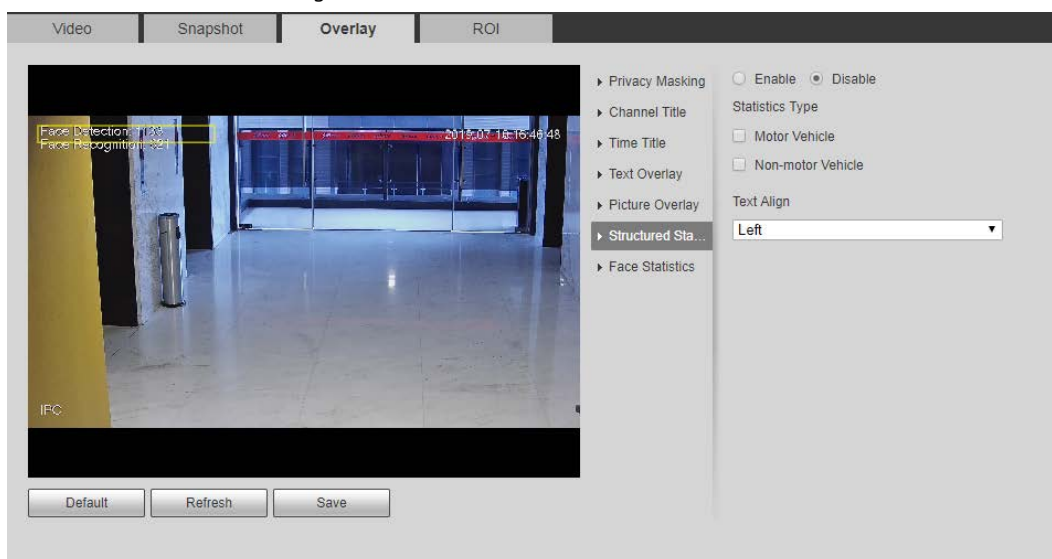 Video Snapshot Overlay ROI
Face Detection: 1133
Face Recognition: 321
2019-07-16 15:46:48
IPC
Privacy Masking
Channel Title
Time Title
Text Overlay
Picture Overlay
Structured Sta...
Face Statistics
Enable Disable
Statistics Type
Motor Vehicle
Non-motor Vehicle
Text Align
Left
Default Refresh Save